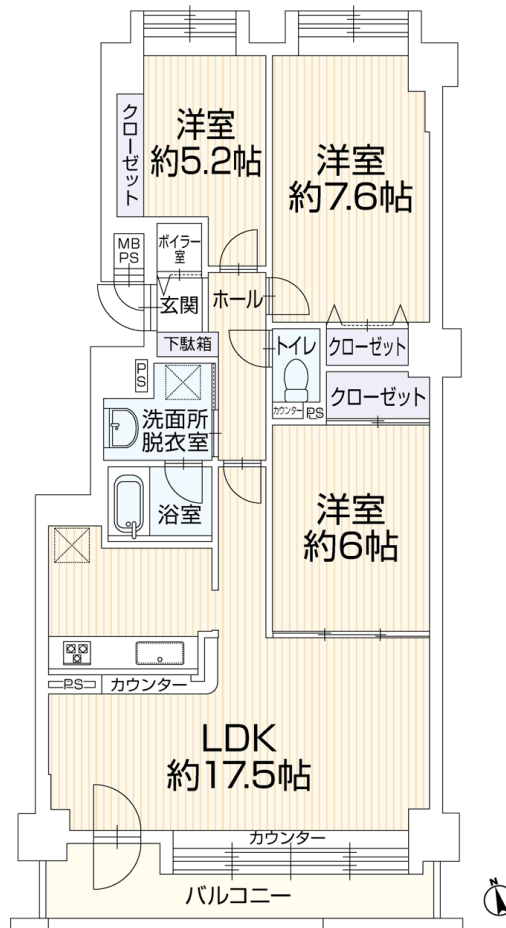 洋室
約5.2帖
洋室
約7.6帖
クローゼット
MB
PS
ボイラー
室
玄関
ホール
下駄箱
トイレ
クローゼット
PS
カウンター
PS
クローゼット
洗面所
脱衣室
浴室
洋室
約6帖
PS
カウンター
LDK
約17.5帖
カウンター
バルコニー
N